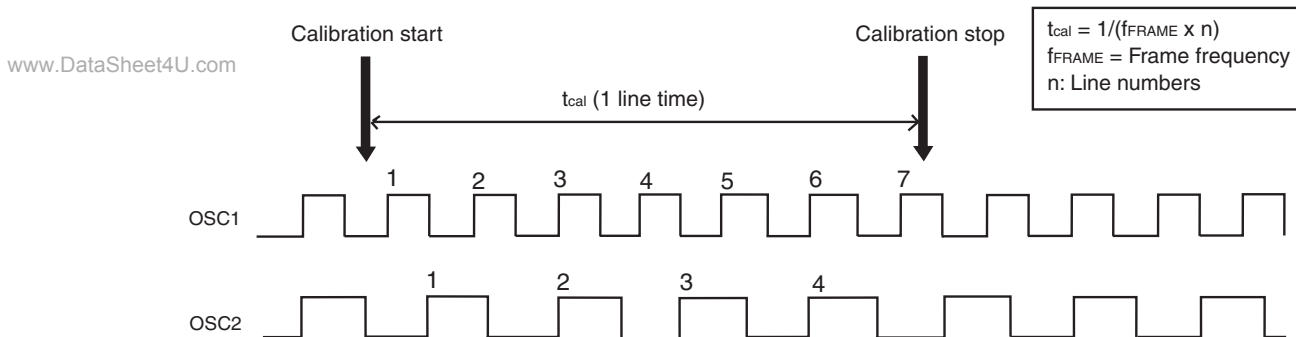 Calibration start
Calibration stop
tcal = 1/(fFRAME x n)
fFRAME = Frame frequency
n: Line numbers
www.DataSheet4U.com
tcal (1 line time)
1 2 3 4 5 6 7
OSC1
1 2 3 4
OSC2